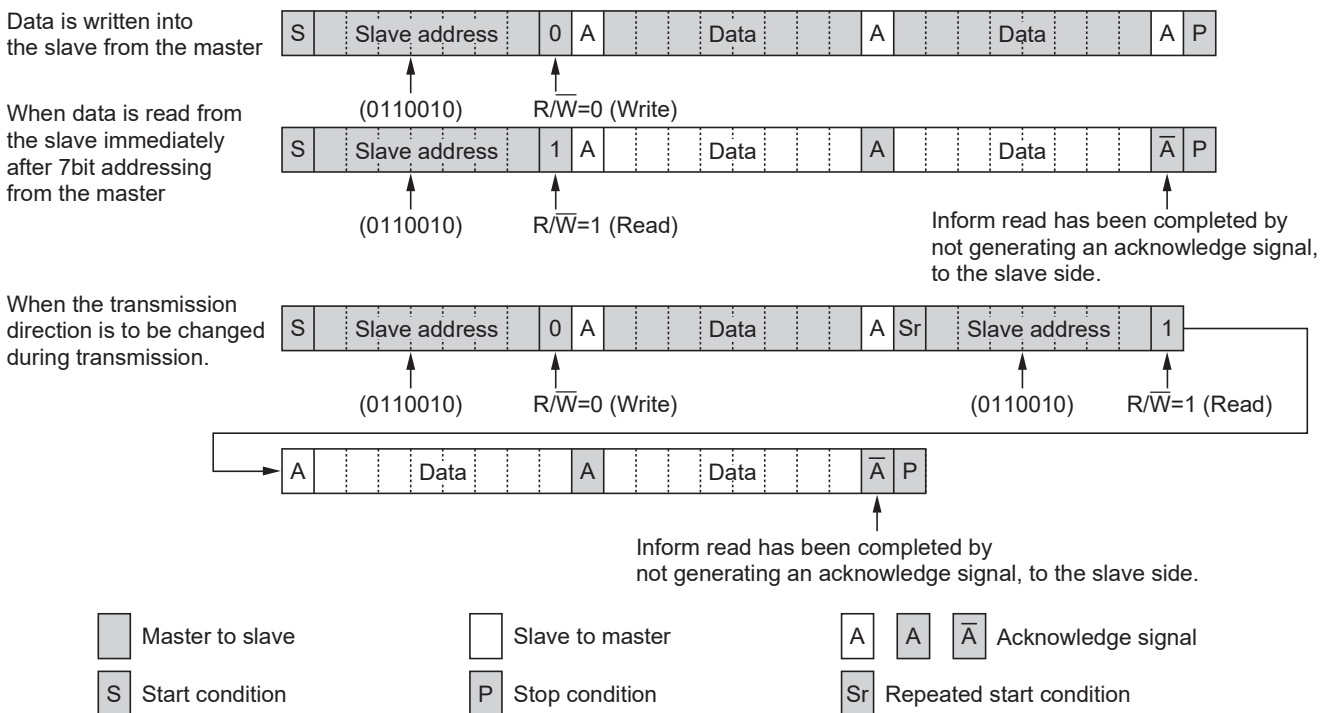 Data is written into
the slave from the master
S Slave address 0 A Data A Data A P
(0110010) R/W̅=0 (Write)
When data is read from
the slave immediately
after 7bit addressing
from the master
S Slave address 1 A Data A Data A̅ P
(0110010) R/W̅=1 (Read)
Inform read has been completed by
not generating an acknowledge signal,
to the slave side.
When the transmission
direction is to be changed
during transmission.
S Slave address 0 A Data A Sr Slave address 1
(0110010) R/W̅=0 (Write) (0110010) R/W̅=1 (Read)
A Data A Data A̅ P
Inform read has been completed by
not generating an acknowledge signal, to the slave side.
Master to slave Slave to master A A A̅ Acknowledge signal
S Start condition P Stop condition Sr Repeated start condition